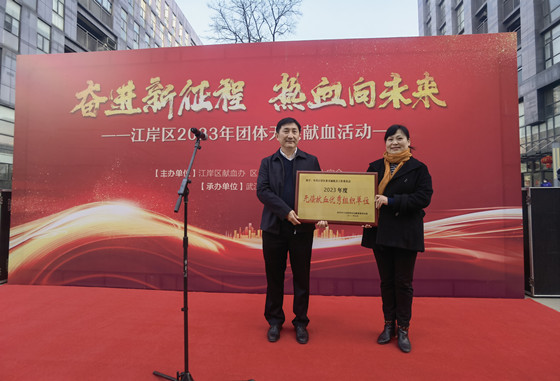 奋进新征程 热血向未来
——江岸区2023年团体无 献血活动—
【主办单位】江岸区献血办 区
【承办单位】武
2023年度
无偿献血优秀组织单位